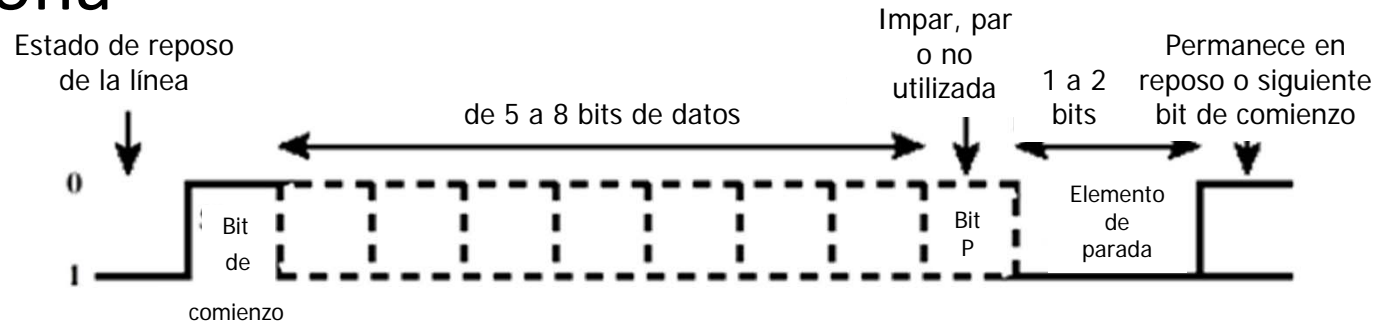 Estado de reposo
de la línea
de 5 a 8 bits de datos
Impar, par
o no
utilizada
1 a 2
bits
Permanece en
reposo o siguiente
bit de comienzo
0
1
Bit
de
comienzo
Bit
P
Elemento
de
parada